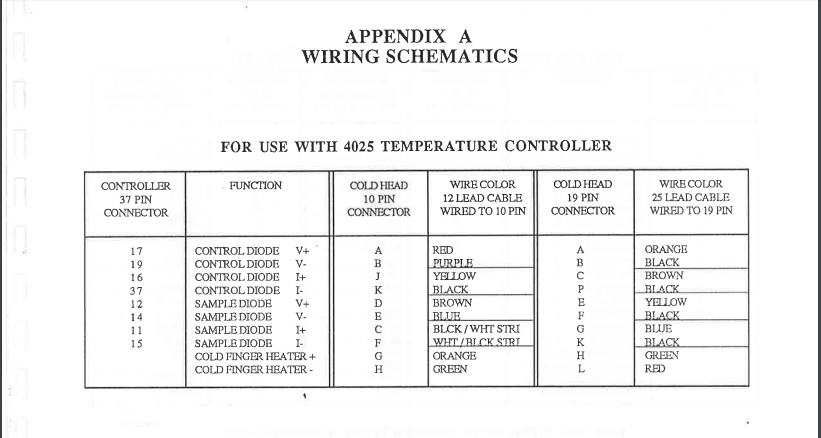 APPENDIX A
WIRING SCHEMATICS
FOR USE WITH 4025 TEMPERATURE CONTROLLER
CONTROLLER 37 PIN CONNECTOR FUNCTION COLD HEAD 10 PIN CONNECTOR WIRE COLOR 12 LEAD CABLE WIRED TO 10 PIN COLD HEAD 19 PIN CONNECTOR WIRE COLOR 25 LEAD CABLE WIRED TO 19 PIN
17 CONTROL DIODE V+ A RED A ORANGE
19 CONTROL DIODE V- B PURPLE B BLACK
16 CONTROL DIODE I+ J YELLOW C BROWN
37 CONTROL DIODE I- K BLACK P BLACK
12 SAMPLE DIODE V+ D BROWN E YELLOW
14 SAMPLE DIODE V- E BLUE F BLACK
11 SAMPLE DIODE I+ C BLCK / WHT STRI G BLUE
15 SAMPLE DIODE I- F WHT / BLCK STRI K BLACK
COLD FINGER HEATER + G ORANGE H GREEN
COLD FINGER HEATER - H GREEN L RED